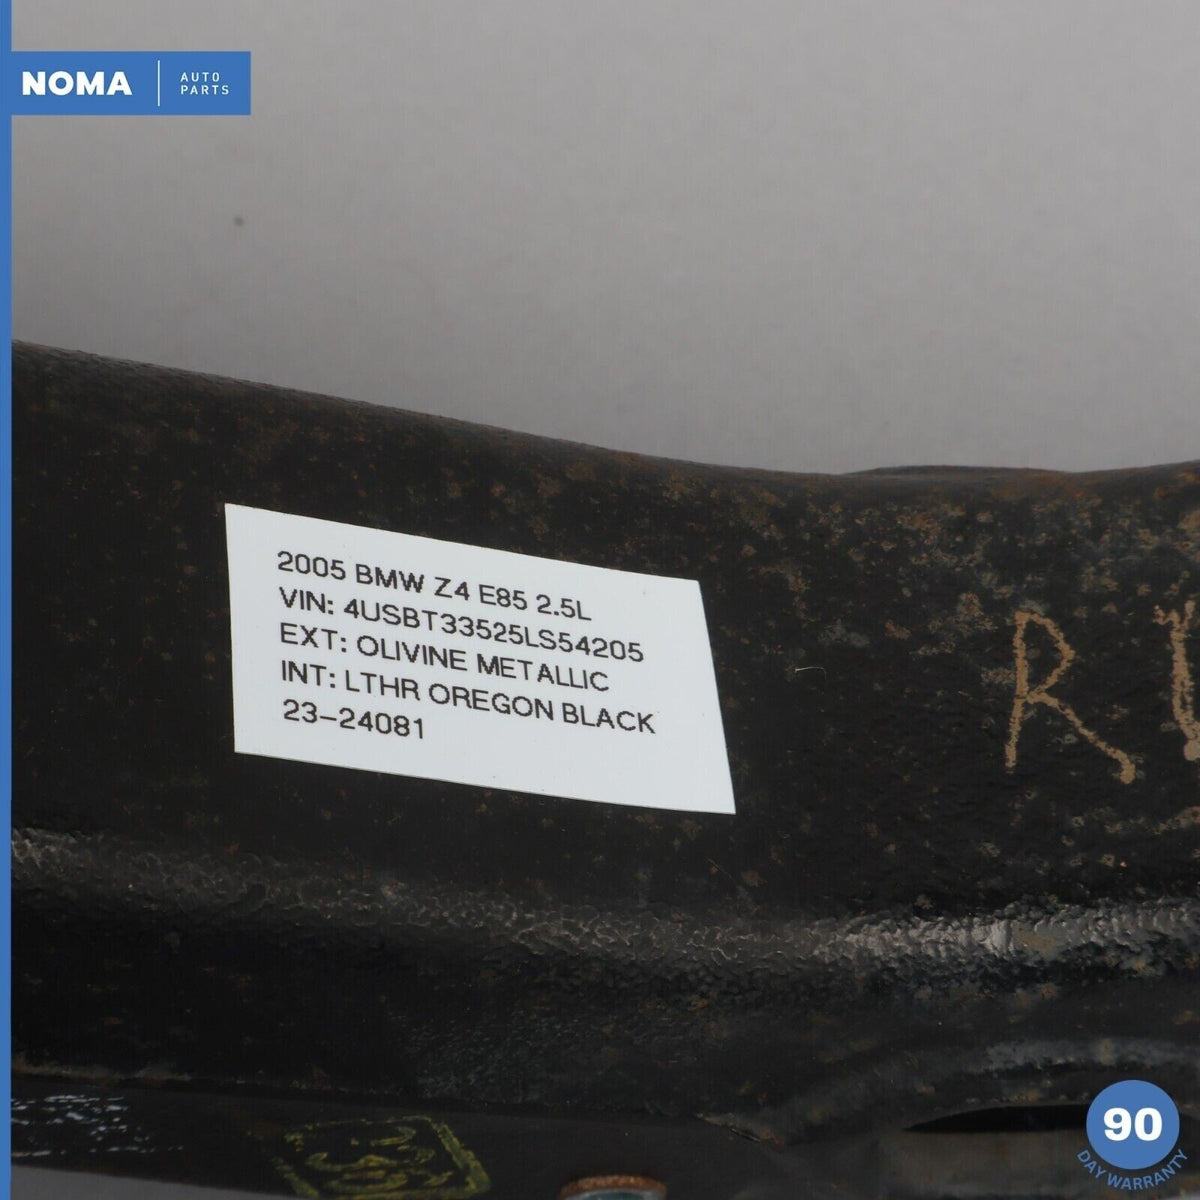 NOMA
AUTO
PARTS
2005 BMW Z4 E85 2.5L
VIN: 4USBT33525LS54205
EXT: OLIVINE METALLIC
INT: LTHR OREGON BLACK
23-24081
R
90
DAY WARRANTY